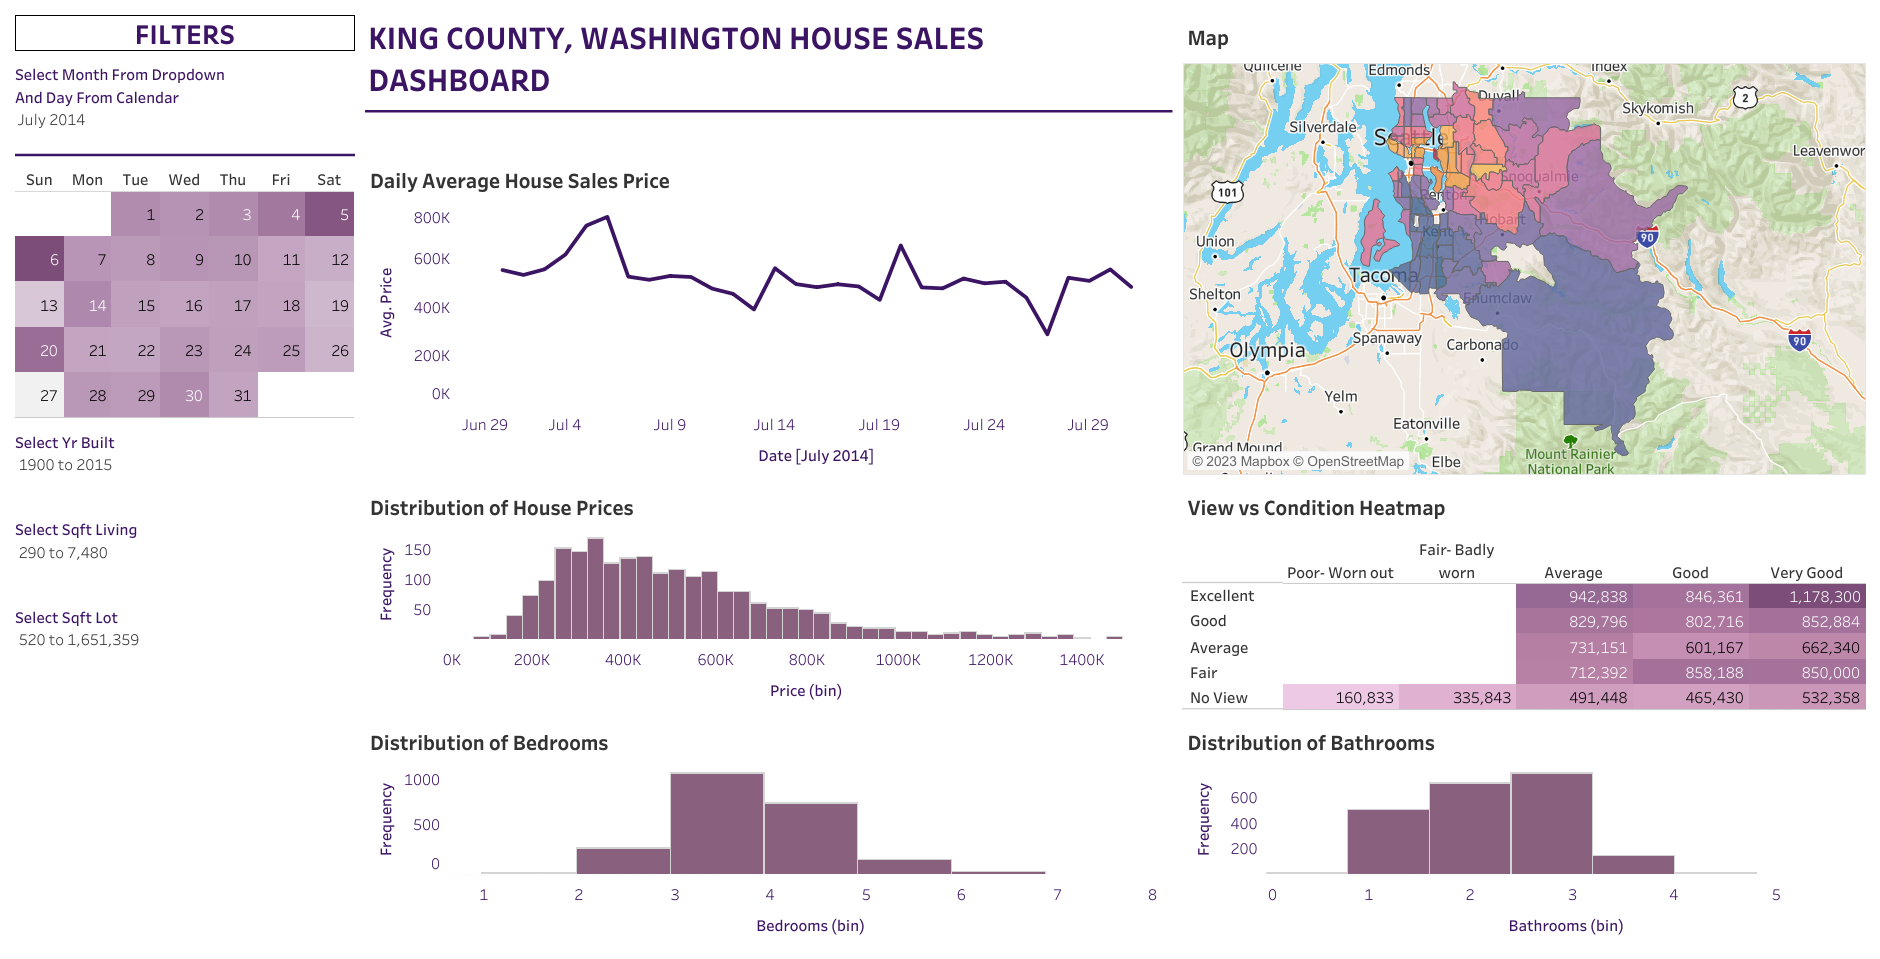 FILTERS
Select Month From Dropdown
And Day From Calendar
July 2014
Sun Mon Tue Wed Thu Fri Sat
1 2 3 4 5
6 7 8 9 10 11 12
13 14 15 16 17 18 19
20 21 22 23 24 25 26
27 28 29 30 31
Select Yr Built
1900 to 2015
Select Sqft Living
290 to 7,480
Select Sqft Lot
520 to 1,651,359
KING COUNTY, WASHINGTON HOUSE SALES
DASHBOARD
Daily Average House Sales Price
Avg. Price
800K
600K
400K
200K
0K
Jun 29 Jul 4 Jul 9 Jul 14 Jul 19 Jul 24 Jul 29
Date [July 2014]
Distribution of House Prices
Frequency
150
100
50
0K 200K 400K 600K 800K 1000K 1200K 1400K
Price (bin)
Distribution of Bedrooms
Frequency
1000
500
0
1 2 3 4 5 6 7 8
Bedrooms (bin)
Map
Quilcene
Edmonds
Index
Duvall
Skykomish
2
Silverdale
Seattle
Leavenwor
101
Snoqualmie
Renton
Hobart
Kent
Union
90
Tacoma
Shelton
Enumclaw
Spanaway
Carbonado
90
Olympia
Yelm
Eatonville
Grand Mound
Elbe
Mount Rainier
National Park
© 2023 Mapbox © OpenStreetMap
View vs Condition Heatmap
Fair- Badly
Poor- Worn out worn Average Good Very Good
Excellent 942,838 846,361 1,178,300
Good 829,796 802,716 852,884
Average 731,151 601,167 662,340
Fair 712,392 858,188 850,000
No View 160,833 335,843 491,448 465,430 532,358
Distribution of Bathrooms
Frequency
600
400
200
0 1 2 3 4 5
Bathrooms (bin)